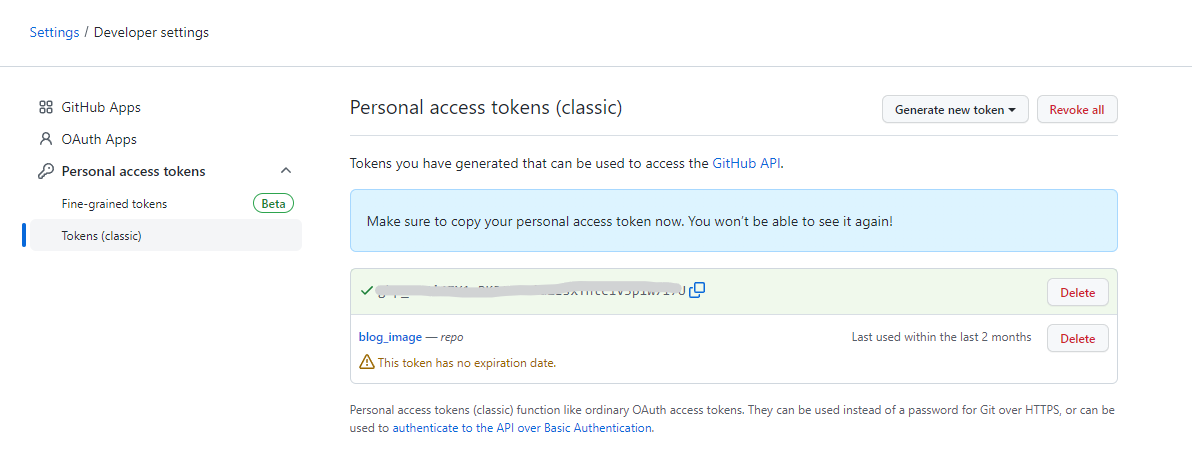 Settings / Developer settings
GitHub Apps
OAuth Apps
Personal access tokens
Fine-grained tokens Beta
Tokens (classic)
Personal access tokens (classic)
Generate new token
Revoke all
Tokens you have generated that can be used to access the GitHub API.
Make sure to copy your personal access token now. You won't be able to see it again!
Delete
blog_image — repo
Last used within the last 2 months
Delete
This token has no expiration date.
Personal access tokens (classic) function like ordinary OAuth access tokens. They can be used instead of a password for Git over HTTPS, or can be
used to authenticate to the API over Basic Authentication.